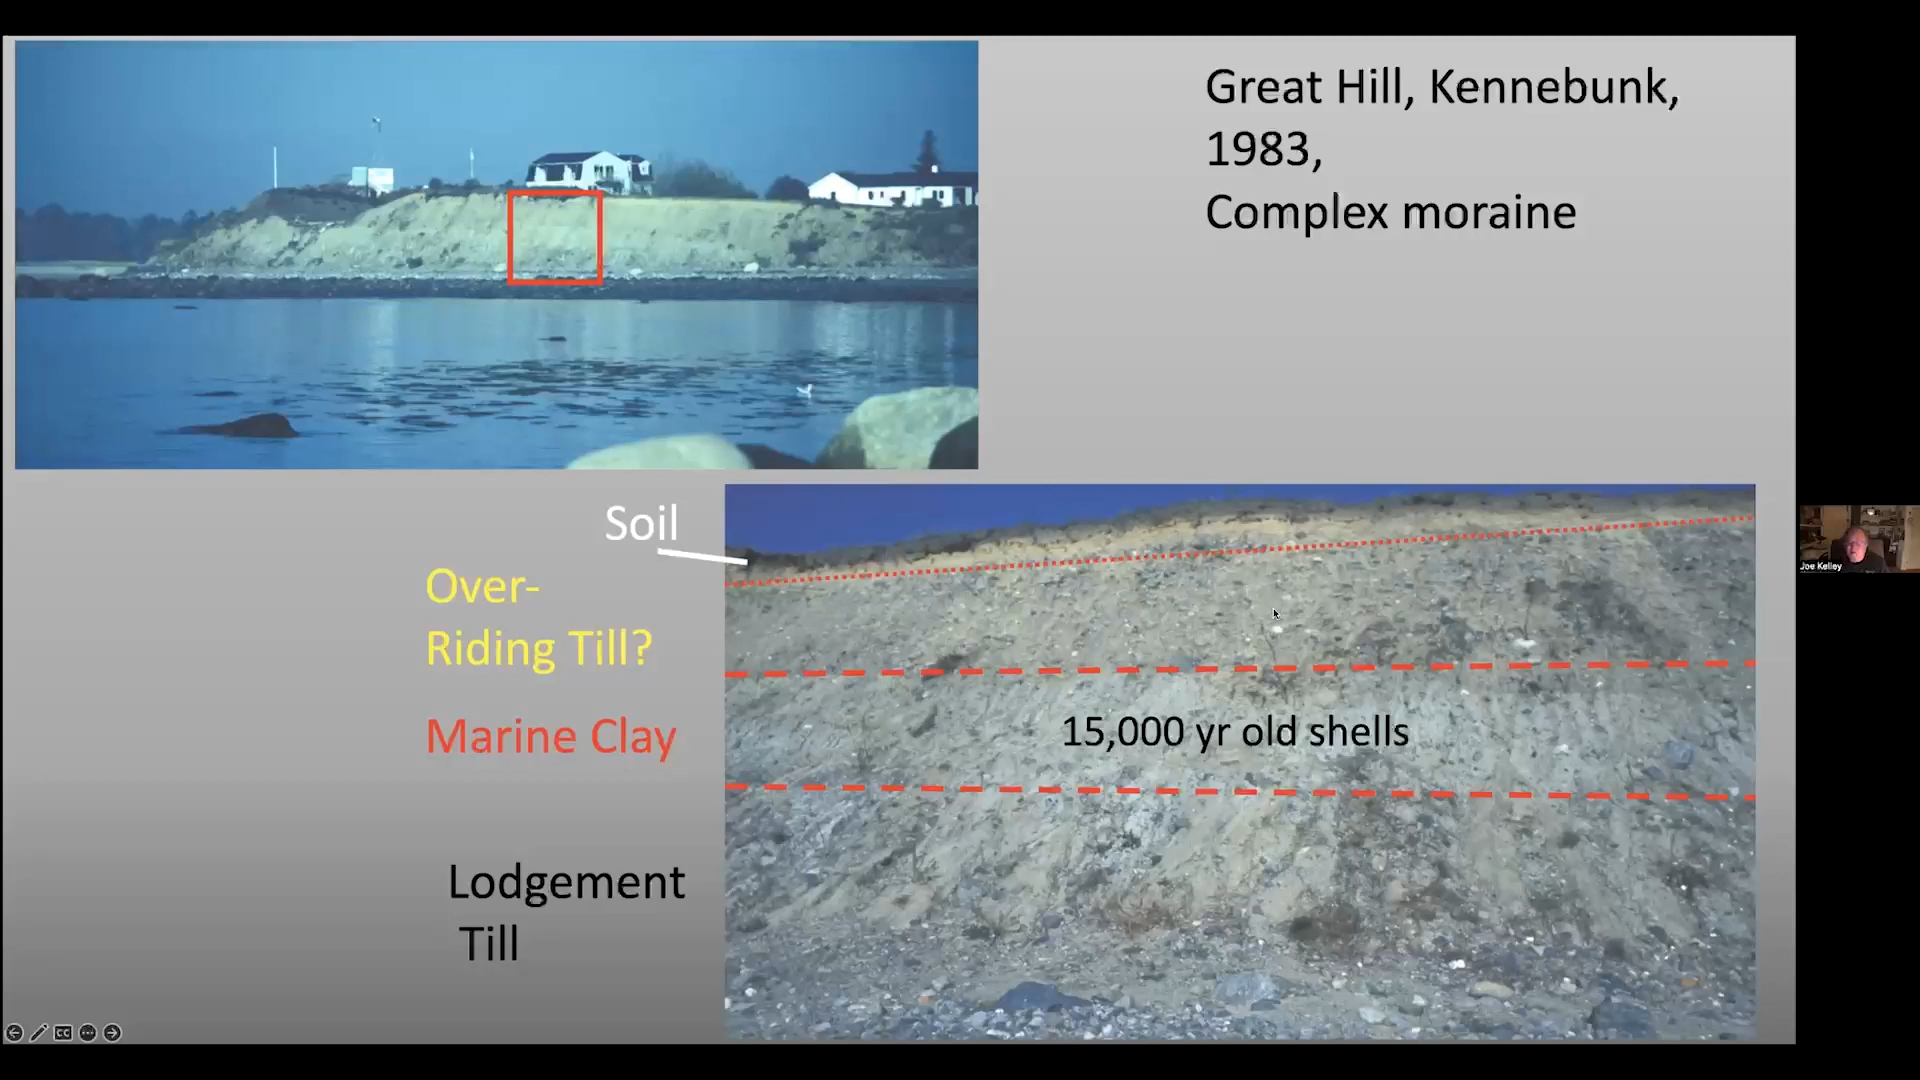 Great Hill, Kennebunk,
1983,
Complex moraine
Soil
Over-
Riding Till?
Marine Clay
15,000 yr old shells
Lodgement
Till
Joe Kelley
CC